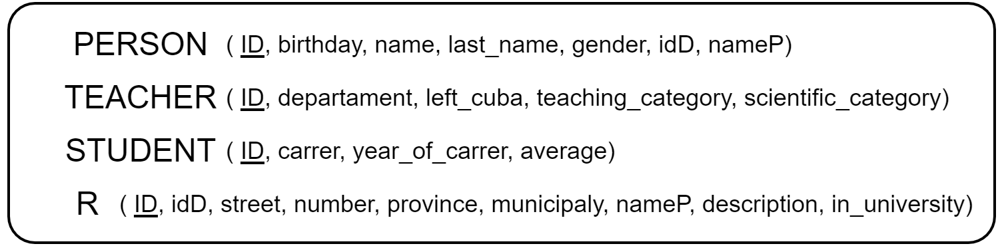 PERSON ( ID, birthday, name, last_name, gender, idD, nameP)
TEACHER ( ID, departament, left_cuba, teaching_category, scientific_category)
STUDENT ( ID, carrer, year_of_carrer, average)
R ( ID, idD, street, number, province, municipaly, nameP, description, in_university)